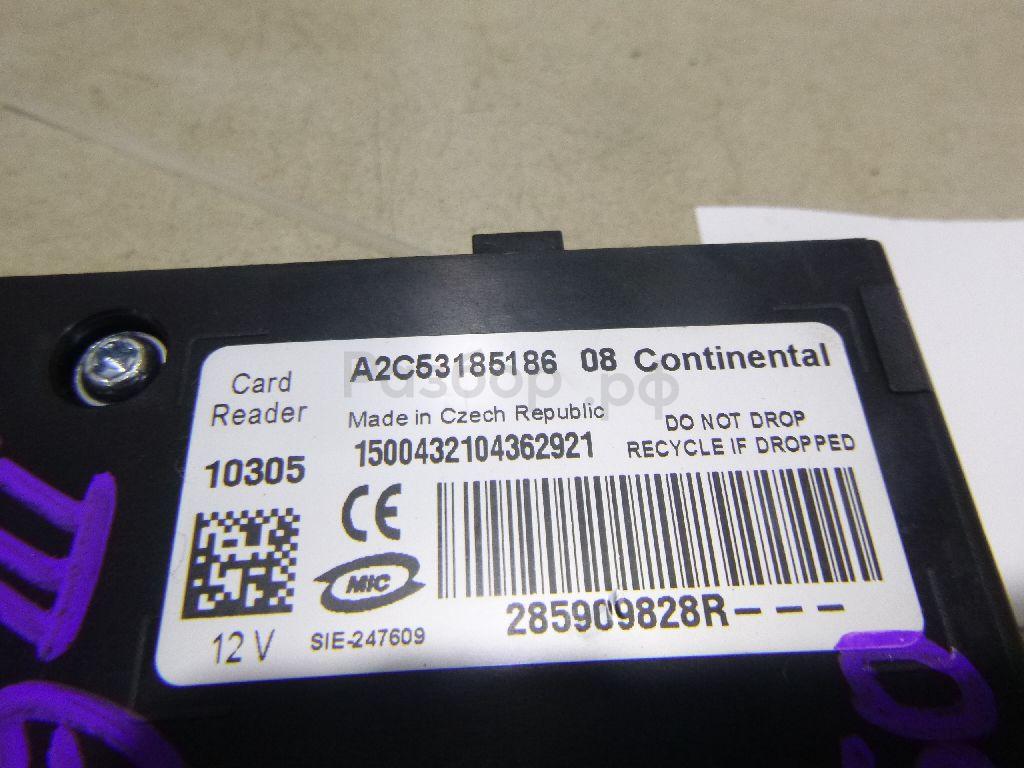 A2C53185186 08 Continental
Card
Reader
Made in Czech Republic
DO NOT DROP
RECYCLE IF DROPPED
1500432104362921
10305
CE
MIC
285909828R---
12 V
SIE-247609
Разбор.рф